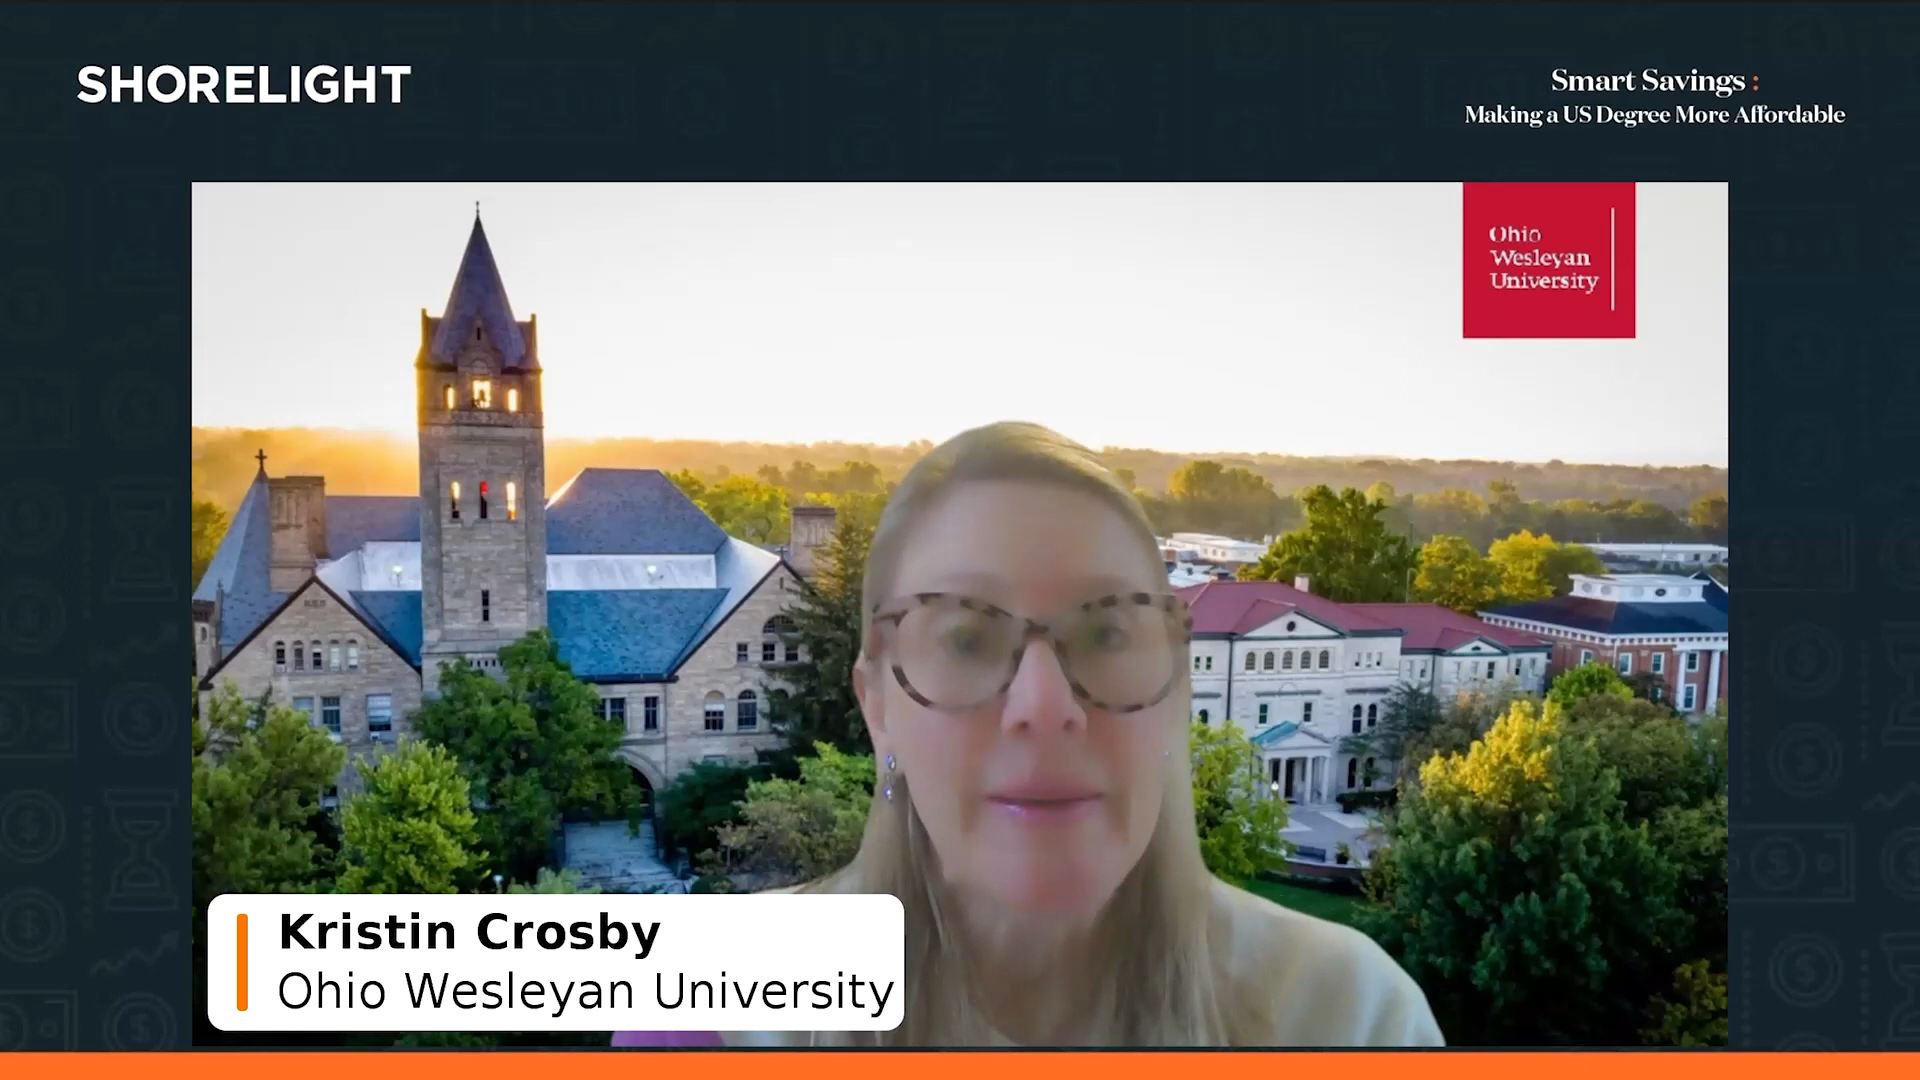 SHORELIGHT
Smart Savings :
Making a US Degree More Affordable
Ohio
Wesleyan
University
Kristin Crosby
Ohio Wesleyan University